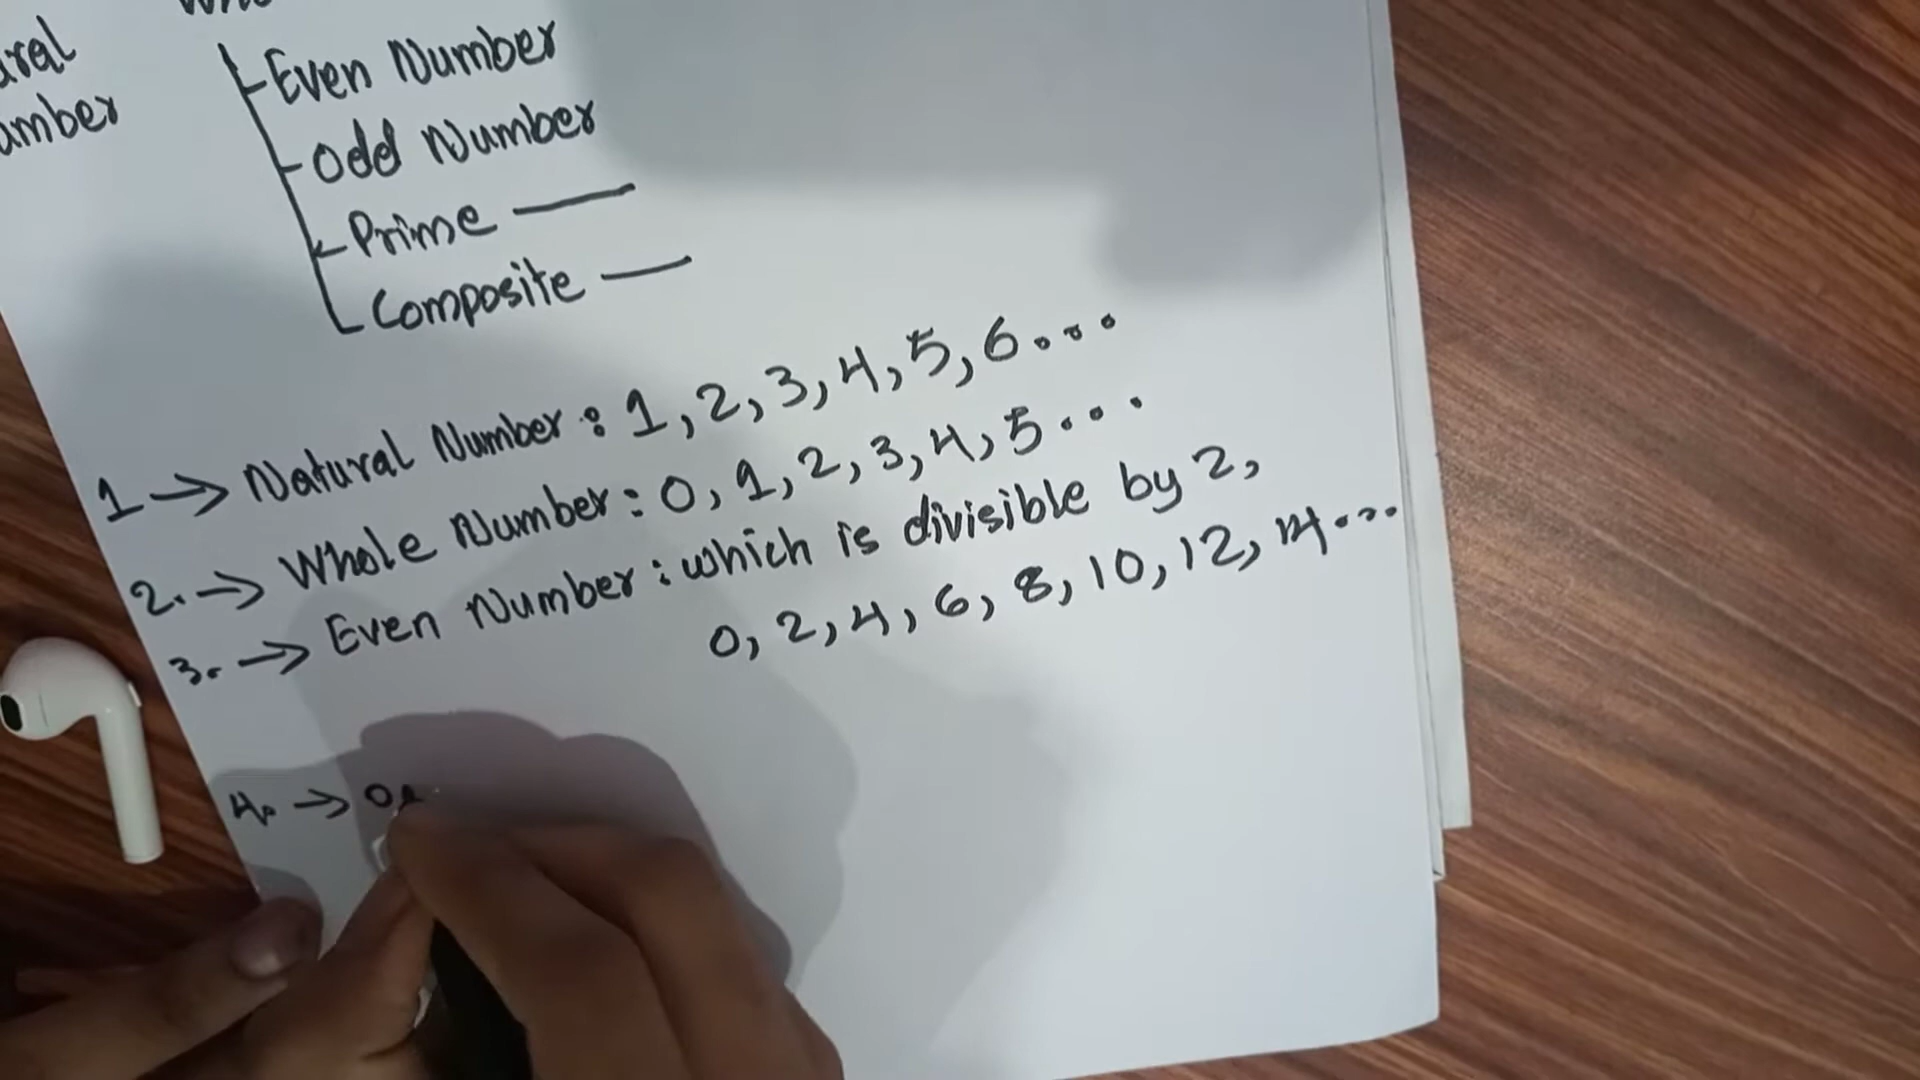 Even Number
Odd Number
Prime
Composite
1 → Natural Number: 1, 2, 3, 4, 5, 6...
2. → Whole Number: 0, 1, 2, 3, 4, 5...
3. → Even Number: which is divisible by 2,
0, 2, 4, 6, 8, 10, 12, 14...
4. →